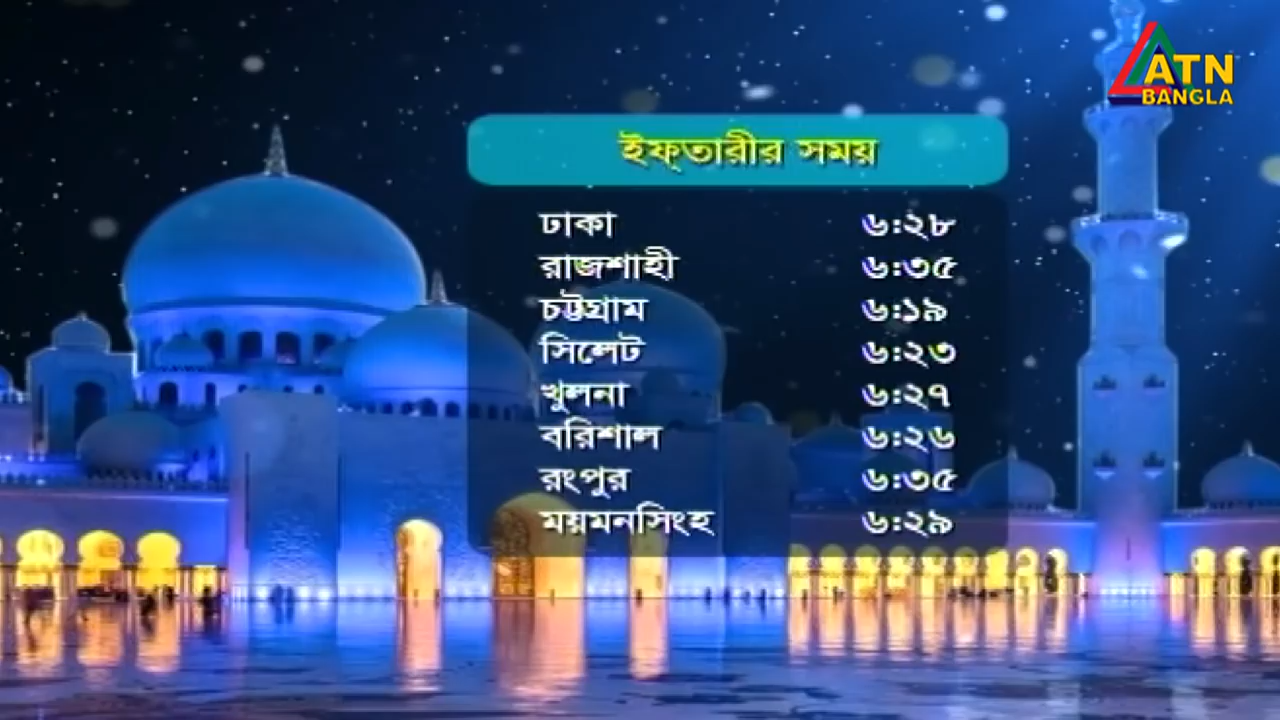 ATN
BANGLA
ইফ্তারীর সময়
ঢাকা ৬:২৮
রাজশাহী ৬:৩৫
চট্টগ্রাম ৬:১৯
সিলেট ৬:২৩
খুলনা ৬:২৭
বরিশাল ৬:২৬
রংপুর ৬:৩৫
ময়মনসিংহ ৬:২৯